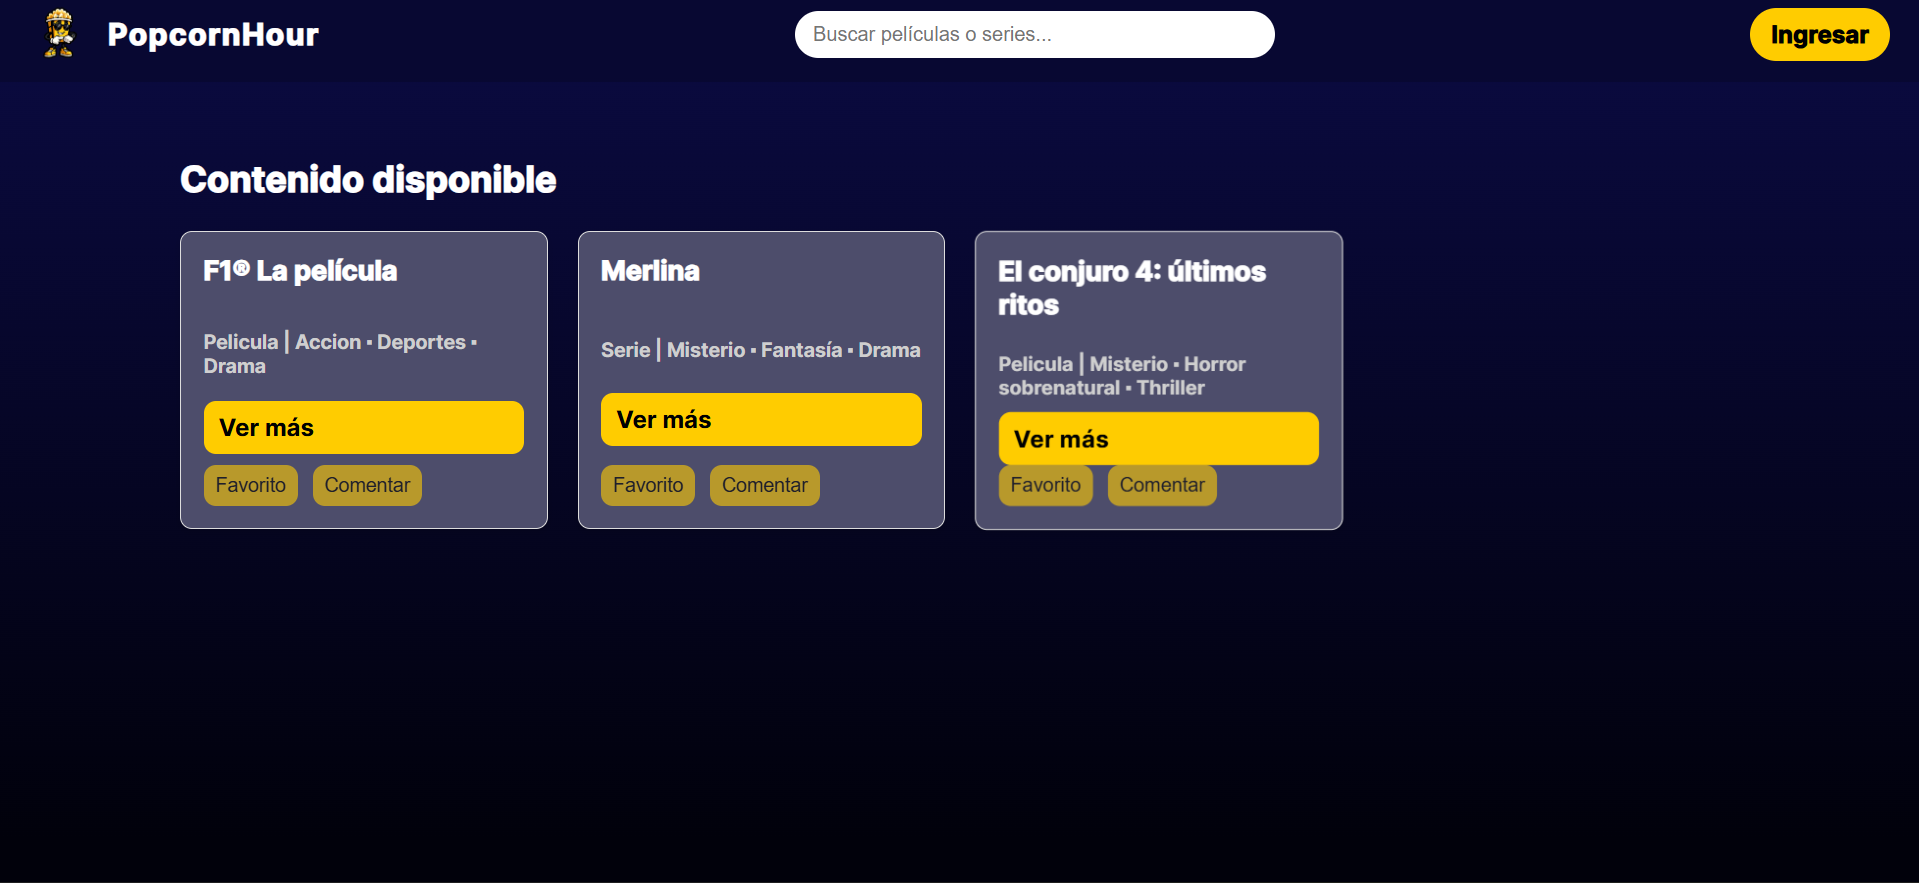 PopcornHour
Buscar películas o series...
Ingresar
Contenido disponible
F1® La película
Pelicula | Accion • Deportes •
Drama
Ver más
Favorito
Comentar
Merlina
Serie | Misterio • Fantasía • Drama
Ver más
Favorito
Comentar
El conjuro 4: últimos
ritos
Pelicula | Misterio • Horror
sobrenatural • Thriller
Ver más
Favorito
Comentar